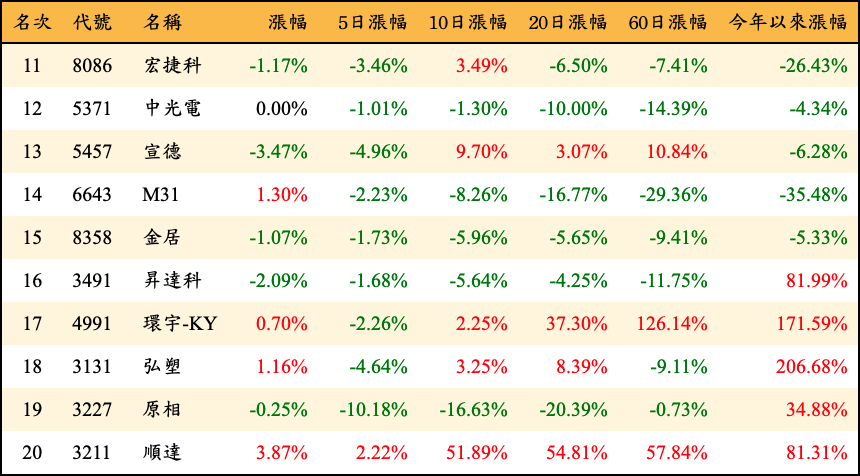 名次 代號 名稱 漲幅 5日漲幅 10日漲幅 20日漲幅 60日漲幅 今年以來漲幅
11 8086 宏捷科 -1.17% -3.46% 3.49% -6.50% -7.41% -26.43%
12 5371 中光電 0.00% -1.01% -1.30% -10.00% -14.39% -4.34%
13 5457 宣德 -3.47% -4.96% 9.70% 3.07% 10.84% -6.28%
14 6643 M31 1.30% -2.23% -8.26% -16.77% -29.36% -35.48%
15 8358 金居 -1.07% -1.73% -5.96% -5.65% -9.41% -5.33%
16 3491 昇達科 -2.09% -1.68% -5.64% -4.25% -11.75% 81.99%
17 4991 環宇-KY 0.70% -2.26% 2.25% 37.30% 126.14% 171.59%
18 3131 弘塑 1.16% -4.64% 3.25% 8.39% -9.11% 206.68%
19 3227 原相 -0.25% -10.18% -16.63% -20.39% -0.73% 34.88%
20 3211 順達 3.87% 2.22% 51.89% 54.81% 57.84% 81.31%